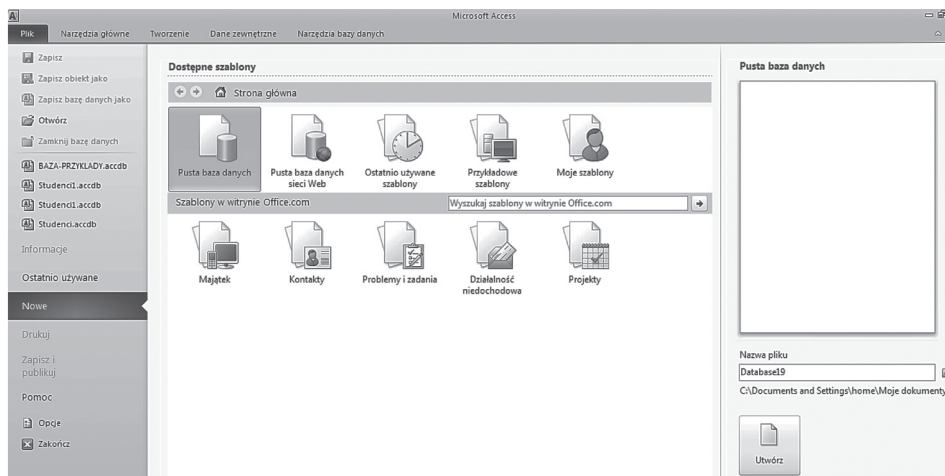 A
Microsoft Access
Plik Narzędzia główne Tworzenie Dane zewnętrzne Narzędzia bazy danych
Zapisz
Zapisz obiekt jako
Zapisz bazę danych jako
Otwórz
Zamknij bazę danych
BAZA-PRZYKLADY.accdb
Studenci1.accdb
Studenci1.accdb
Studenci.accdb
Informacje
Ostatnio używane
Nowe
Drukuj
Zapisz i
publikuj
Pomoc
Opcje
Zakończ
Dostępne szablony
Strona główna
Pusta baza danych
Pusta baza danych
sieci Web
Ostatnio używane
szablony
Przykładowe
szablony
Moje szablony
Szablony w witrynie Office.com
Wyszukaj szablony w witrynie Office.com
Majątek
Kontakty
Problemy i zadania
Działalność
niedochodowa
Projekty
Pusta baza danych
Nazwa pliku
Database19
C:\Documents and Settings\home\Moje dokumenty
Utwórz